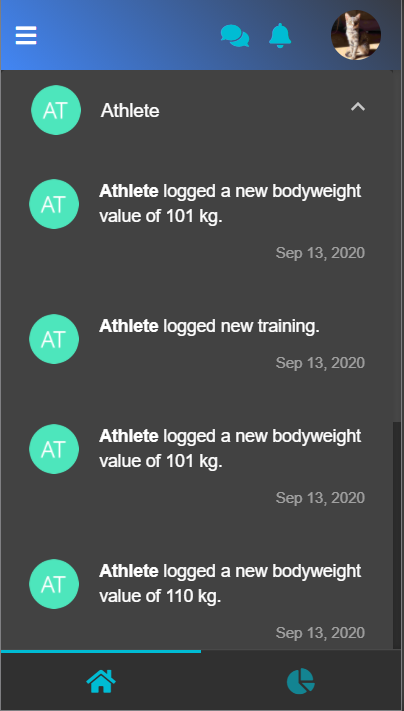 AT Athlete
AT Athlete logged a new bodyweight
value of 101 kg.
Sep 13, 2020
AT Athlete logged new training.
Sep 13, 2020
AT Athlete logged a new bodyweight
value of 101 kg.
Sep 13, 2020
AT Athlete logged a new bodyweight
value of 110 kg.
Sep 13, 2020